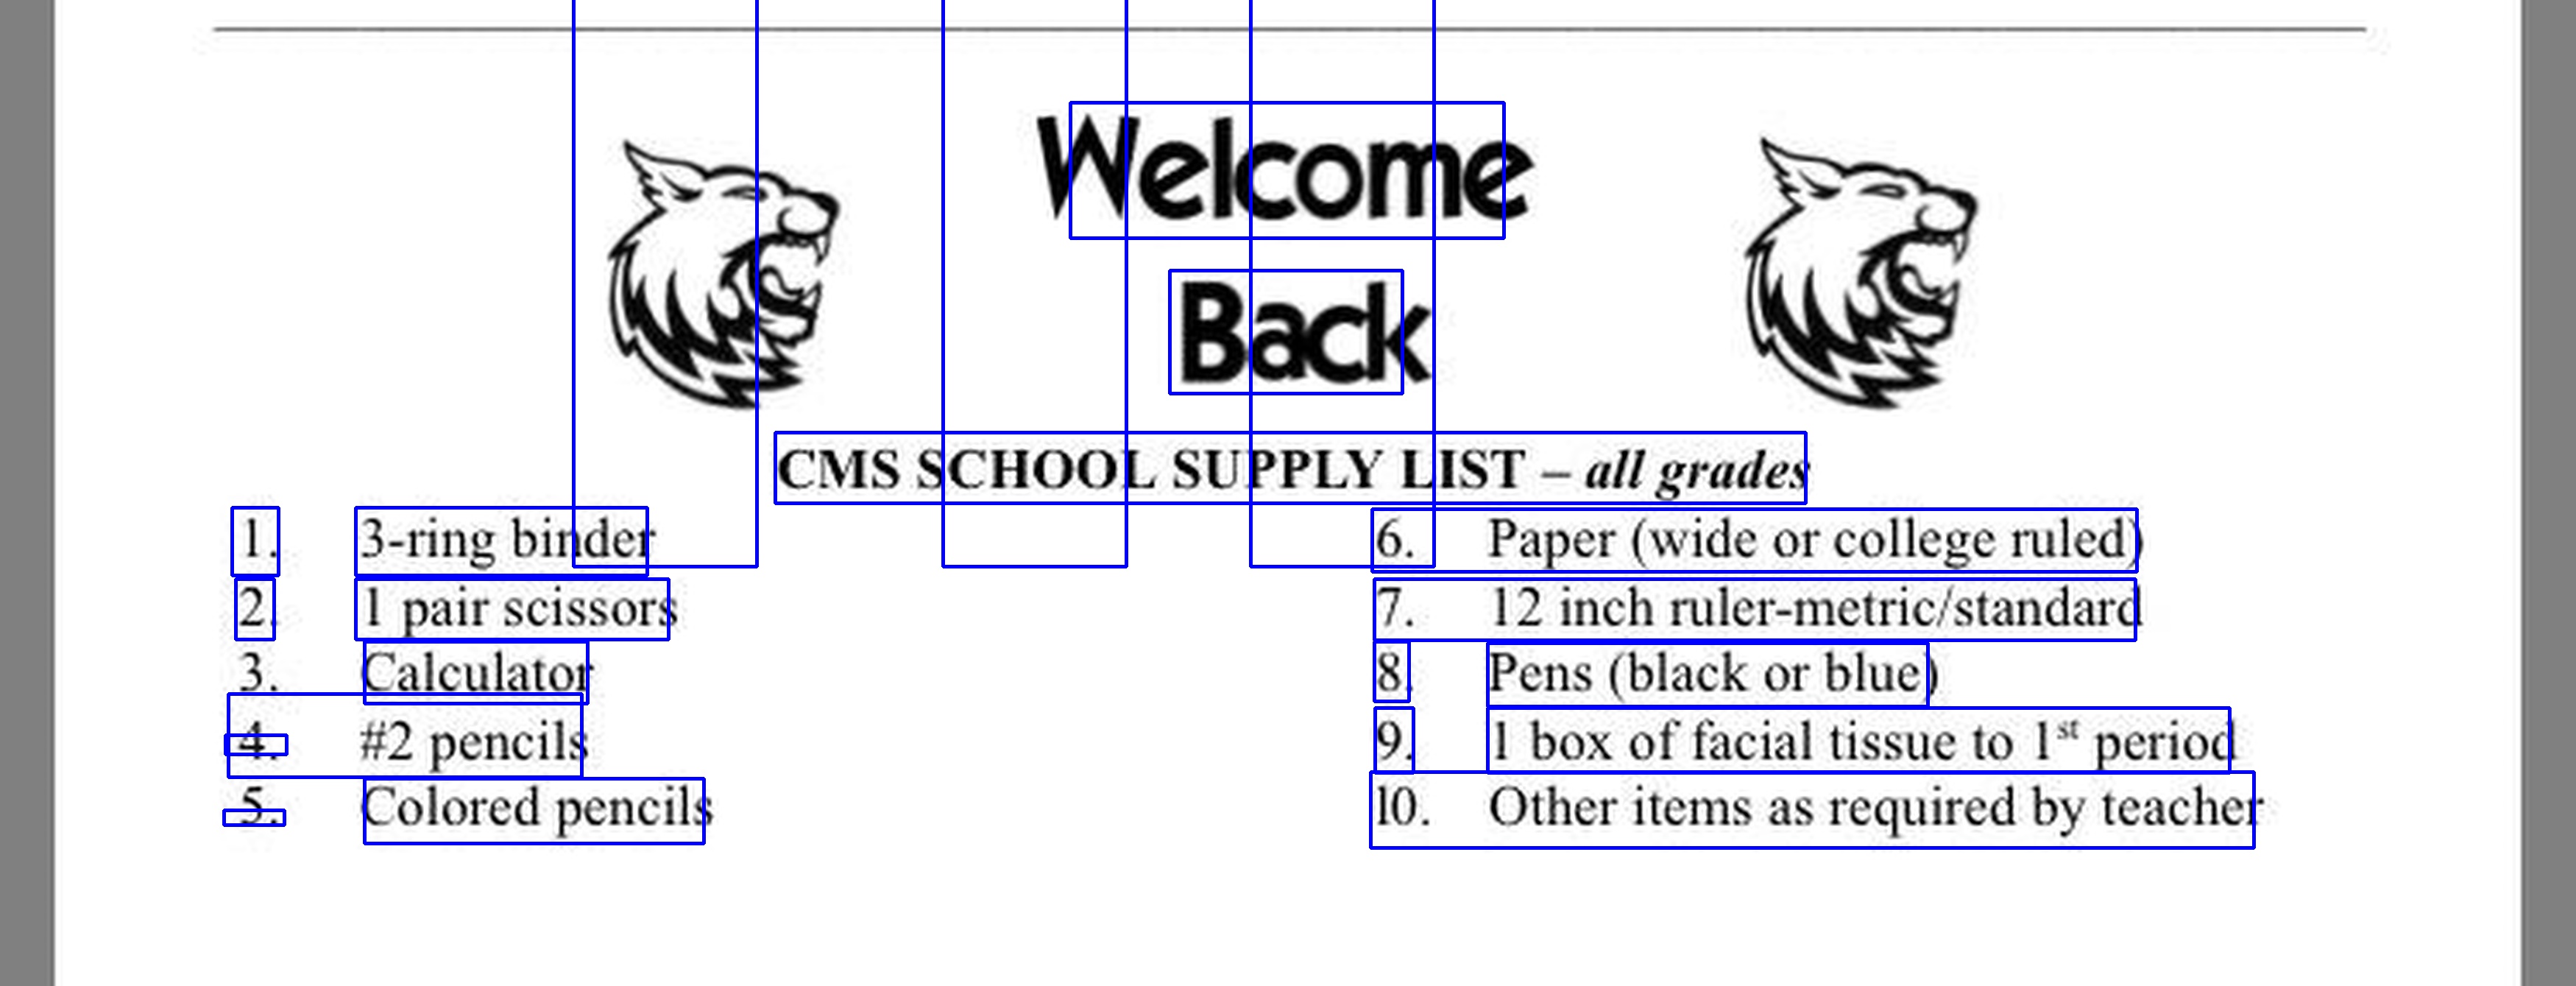 Welcome
Back
CMS SCHOOL SUPPLY LIST – all grades
1. 3-ring binder
2. 1 pair scissors
3. Calculator
4. #2 pencils
5. Colored pencils
6. Paper (wide or college ruled)
7. 12 inch ruler-metric/standard
8. Pens (black or blue)
9. 1 box of facial tissue to 1st period
10. Other items as required by teacher